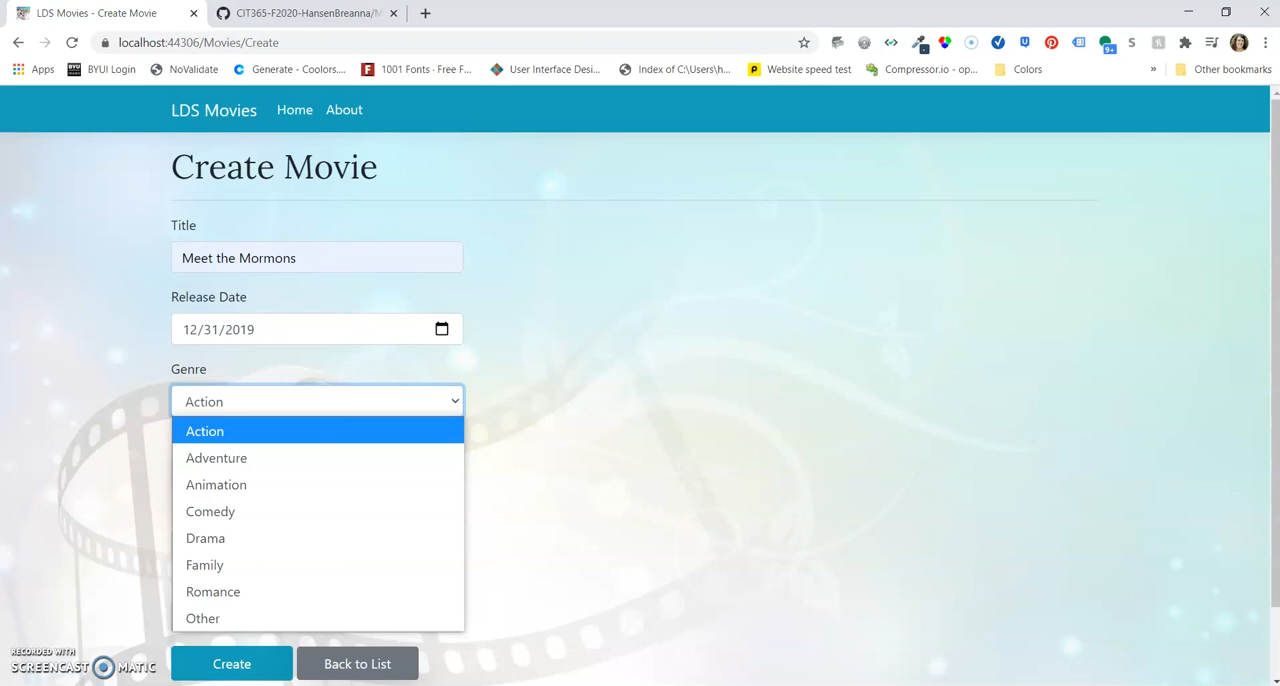 LDS Movies - Create Movie
CIT365-F2020-HansenBreanna/M
localhost:44306/Movies/Create
Apps
BYUI Login
NoValidate
Generate - Coolors....
1001 Fonts · Free F...
User Interface Desi...
Index of C:\Users\h...
Website speed test
Compressor.io - op...
Colors
»
Other bookmarks
LDS Movies
Home
About
Create Movie
Title
Meet the Mormons
Release Date
12/31/2019
Genre
Action
Action
Adventure
Animation
Comedy
Drama
Family
Romance
Other
Create
Back to List
RECORDED WITH
SCREENCAST MATIC